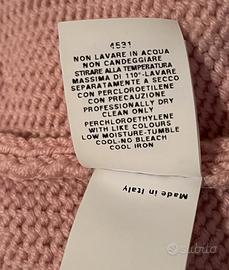 4531
NON LAVARE IN ACQUA
NON CANDEGGIARE
STIRARE ALLA TEMPERATURA
MASSIMA DI 110°-LAVARE
SEPARATAMENTE A SECCO
CON PERCLOROETILENE
CON PRECAUZIONE
PROFESSIONALLY DRY
CLEAN ONLY
PERCHLOROETHYLENE
WITH LIKE COLOURS
LOW MOISTURE-TUMBLE
COOL-NO BLEACH
COOL IRON
Made in Italy
subito